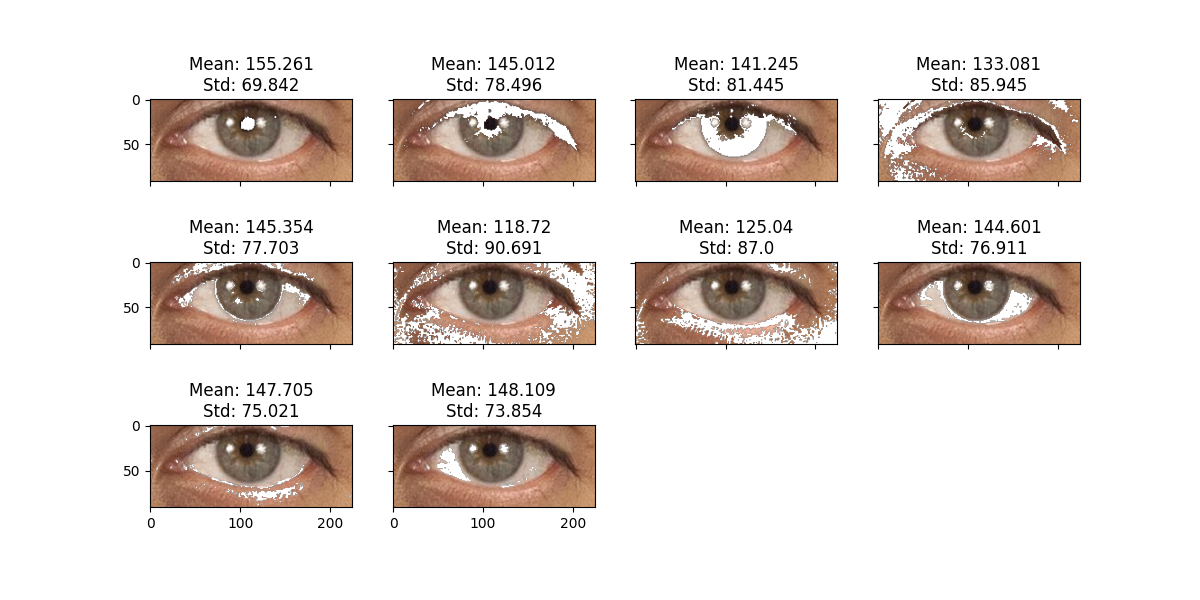 Mean: 155.261
Std: 69.842
Mean: 145.012
Std: 78.496
Mean: 141.245
Std: 81.445
Mean: 133.081
Std: 85.945
0
50
Mean: 145.354
Std: 77.703
Mean: 118.72
Std: 90.691
Mean: 125.04
Std: 87.0
Mean: 144.601
Std: 76.911
0
50
Mean: 147.705
Std: 75.021
Mean: 148.109
Std: 73.854
0
50
0 100 200
0 100 200